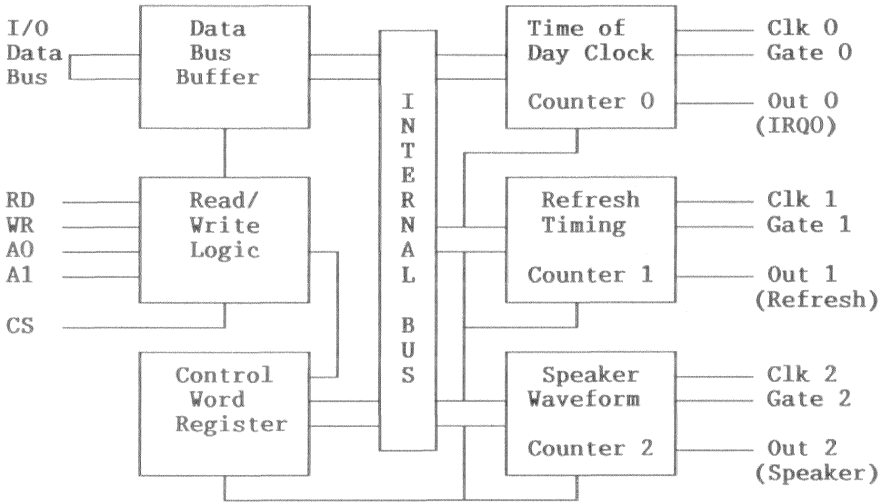 I/O
Data
Bus
Data
Bus
Buffer
RD
WR
A0
A1
CS
Read/
Write
Logic
Control
Word
Register
INTERNAL BUS
Time of
Day Clock
Counter 0
Clk 0
Gate 0
Out 0
(IRQ0)
Refresh
Timing
Counter 1
Clk 1
Gate 1
Out 1
(Refresh)
Speaker
Waveform
Counter 2
Clk 2
Gate 2
Out 2
(Speaker)